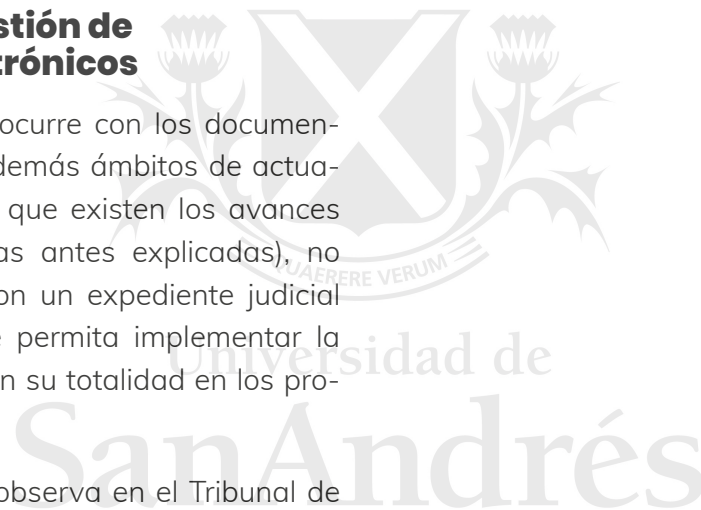 stión de
trónicos
ocurre con los documen-
demás ámbitos de actua-
que existen los avances
as antes explicadas), no
on un expediente judicial
e permita implementar la
n su totalidad en los pro-
observa en el Tribunal de
QUAERERE VERUM
Universidad de
SanAndrés